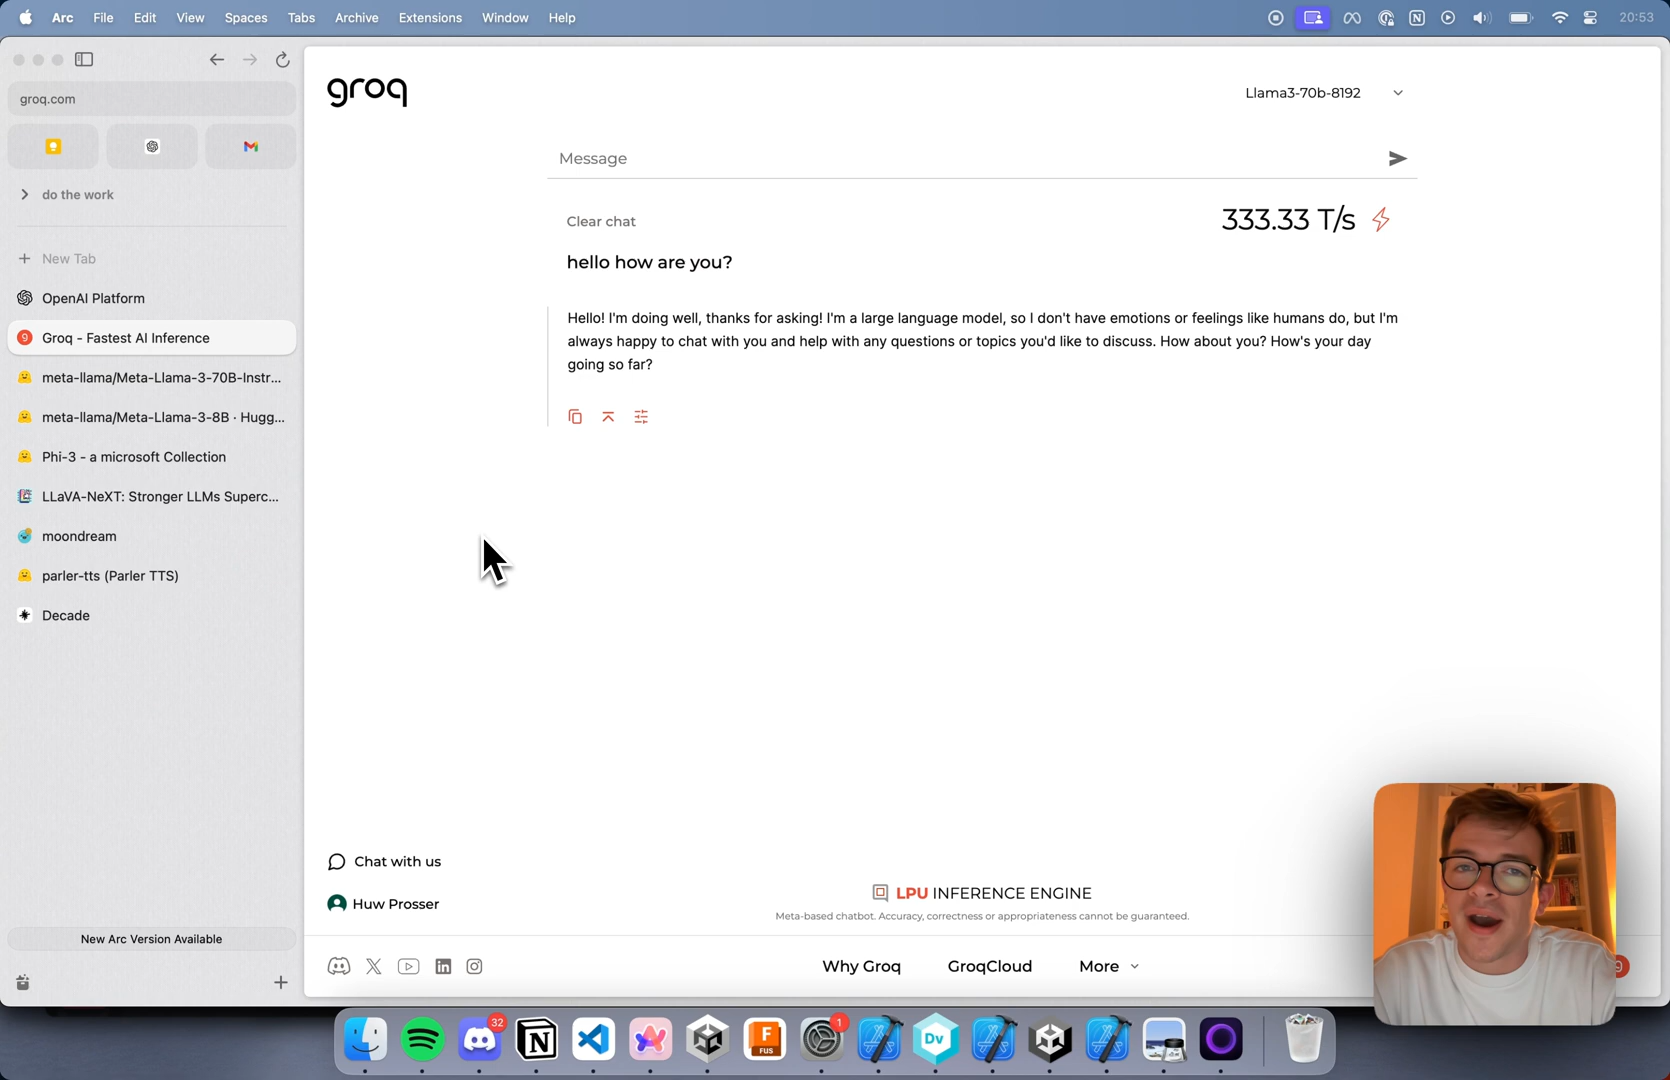 Arc File Edit View Spaces Tabs Archive Extensions Window Help 20:53
groq.com
do the work
New Tab
OpenAI Platform
Groq - Fastest AI Inference
meta-llama/Meta-Llama-3-70B-Instr...
meta-llama/Meta-Llama-3-8B · Hugg...
Phi-3 - a microsoft Collection
LLaVA-NeXT: Stronger LLMs Superc...
moondream
parler-tts (Parler TTS)
Decade
New Arc Version Available
groq
Llama3-70b-8192
Message
Clear chat
333.33 T/s
hello how are you?
Hello! I'm doing well, thanks for asking! I'm a large language model, so I don't have emotions or feelings like humans do, but I'm
always happy to chat with you and help with any questions or topics you'd like to discuss. How about you? How's your day
going so far?
Chat with us
Huw Prosser
LPU INFERENCE ENGINE
Meta-based chatbot. Accuracy, correctness or appropriateness cannot be guaranteed.
Why Groq GroqCloud More
32
F
FUS
1
Dv